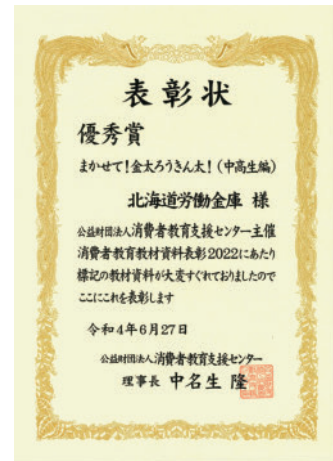 表彰状
優秀賞
まかせて!金太ろうきん太!(中高生編)
北海道労働金庫 様
公益財団法人消費者教育支援センター主催
消費者教育教材資料表彰2022にあたり
標記の教材資料が大変すぐれておりましたので
ここにこれを表彰します
令和4年6月27日
公益財団法人消費者教育支援センター
理事長 中名生 隆